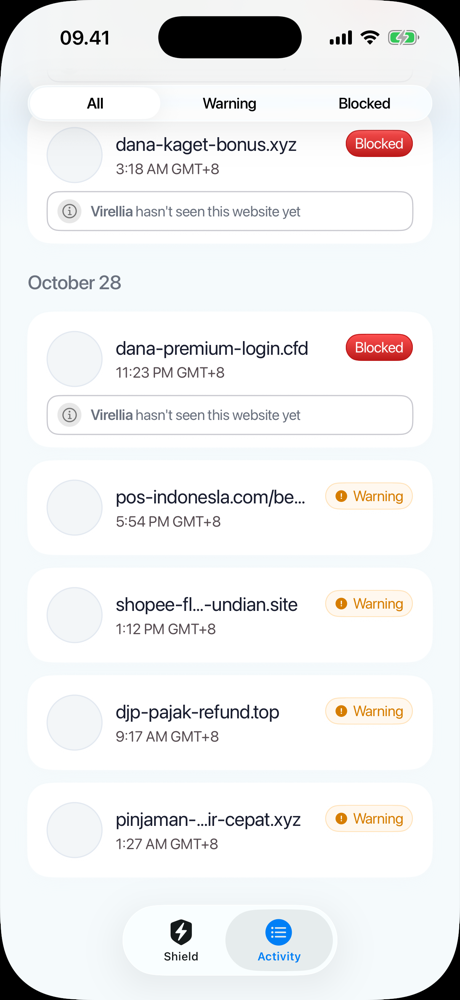 09.41
All
Warning
Blocked
dana-kaget-bonus.xyz
Blocked
3:18 AM GMT+8
Virellia hasn't seen this website yet
October 28
dana-premium-login.cfd
Blocked
11:23 PM GMT+8
Virellia hasn't seen this website yet
pos-indonesla.com/be...
Warning
5:54 PM GMT+8
shopee-fl...-undian.site
Warning
1:12 PM GMT+8
djp-pajak-refund.top
Warning
9:17 AM GMT+8
pinjaman-...ir-cepat.xyz
Warning
1:27 AM GMT+8
Shield
Activity